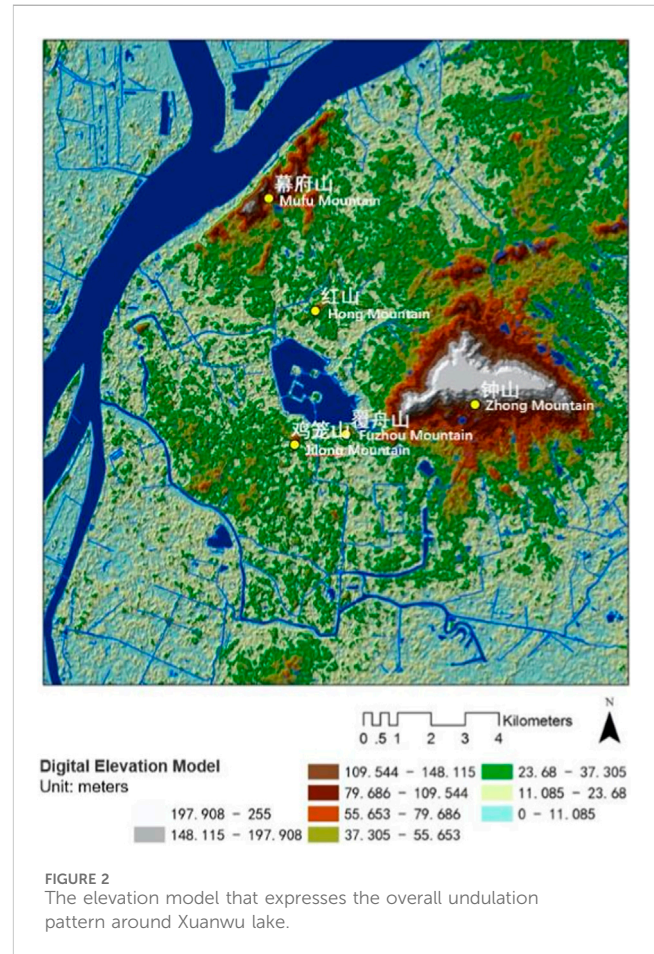 幕府山
Mufu Mountain
红山
Hong Mountain
钟山
Zhong Mountain
覆舟山
Fuzhou Mountain
鸡笼山
Mountain
N
Kilometers
0 .5 1 2 3 4
Digital Elevation Model
Unit: meters
197.908 - 255
148.115 - 197.908
109.544 - 148.115
79.686 - 109.544
55.653 - 79.686
37.305 - 55.653
23.68 - 37.305
11.085 - 23.68
0 - 11.085
FIGURE 2
The elevation model that expresses the overall undulation
pattern around Xuanwu lake.